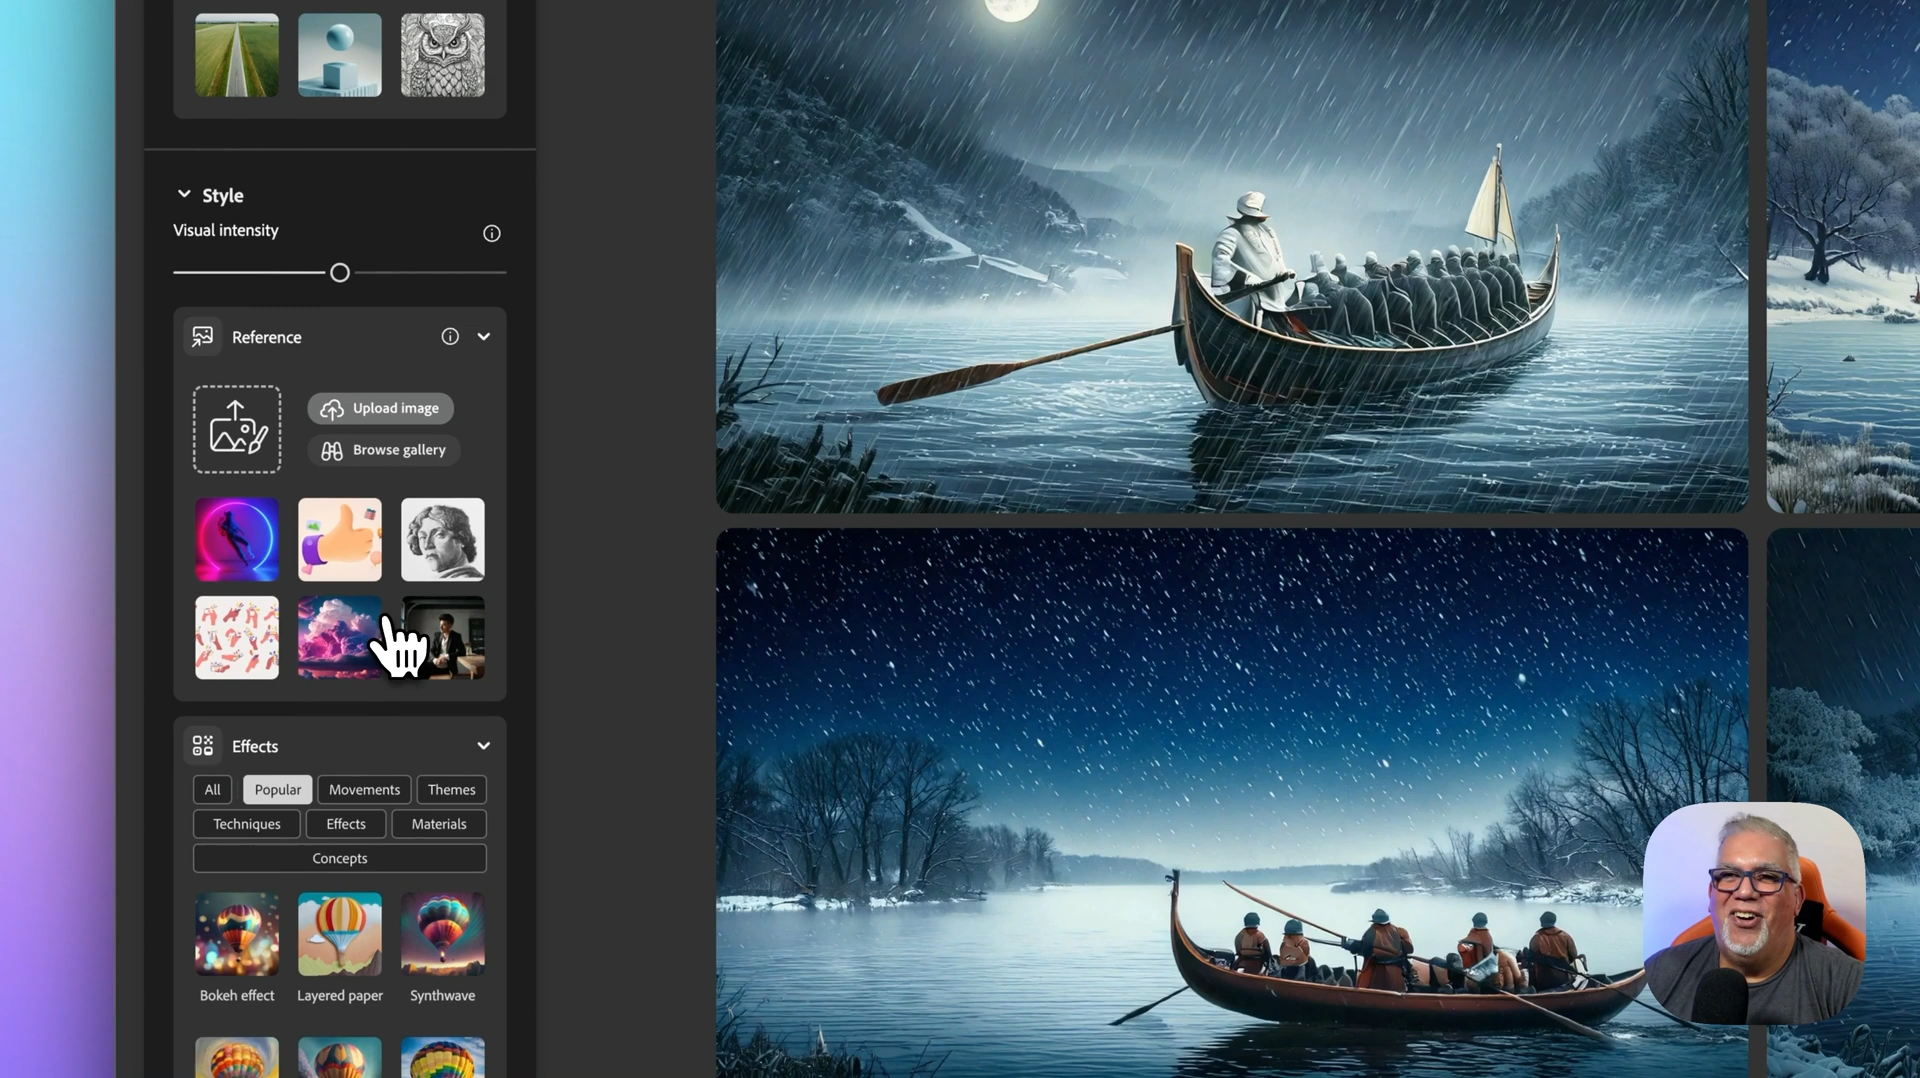 Style
Visual intensity
Reference
Upload image
Browse gallery
Effects
All Popular Movements Themes
Techniques Effects Materials
Concepts
Bokeh effect Layered paper Synthwave